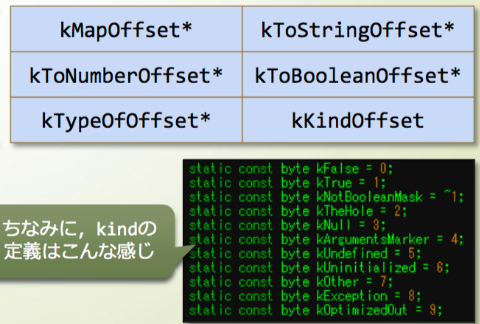 kMapOffset* kToStringOffset*
kToNumberOffset* kToBooleanOffset*
kTypeOfOffset* kKindOffset
static const byte kFalse = 0;
static const byte kTrue = 1;
static const byte kNotBooleanMask = ~1;
static const byte kTheHole = 2;
static const byte kNull = 3;
static const byte kArgumentsMarker = 4;
static const byte kUndefined = 5;
static const byte kUninitialized = 6;
static const byte kOther = 7;
static const byte kException = 8;
static const byte kOptimizedOut = 9;
ちなみに, kindの
定義はこんな感じ